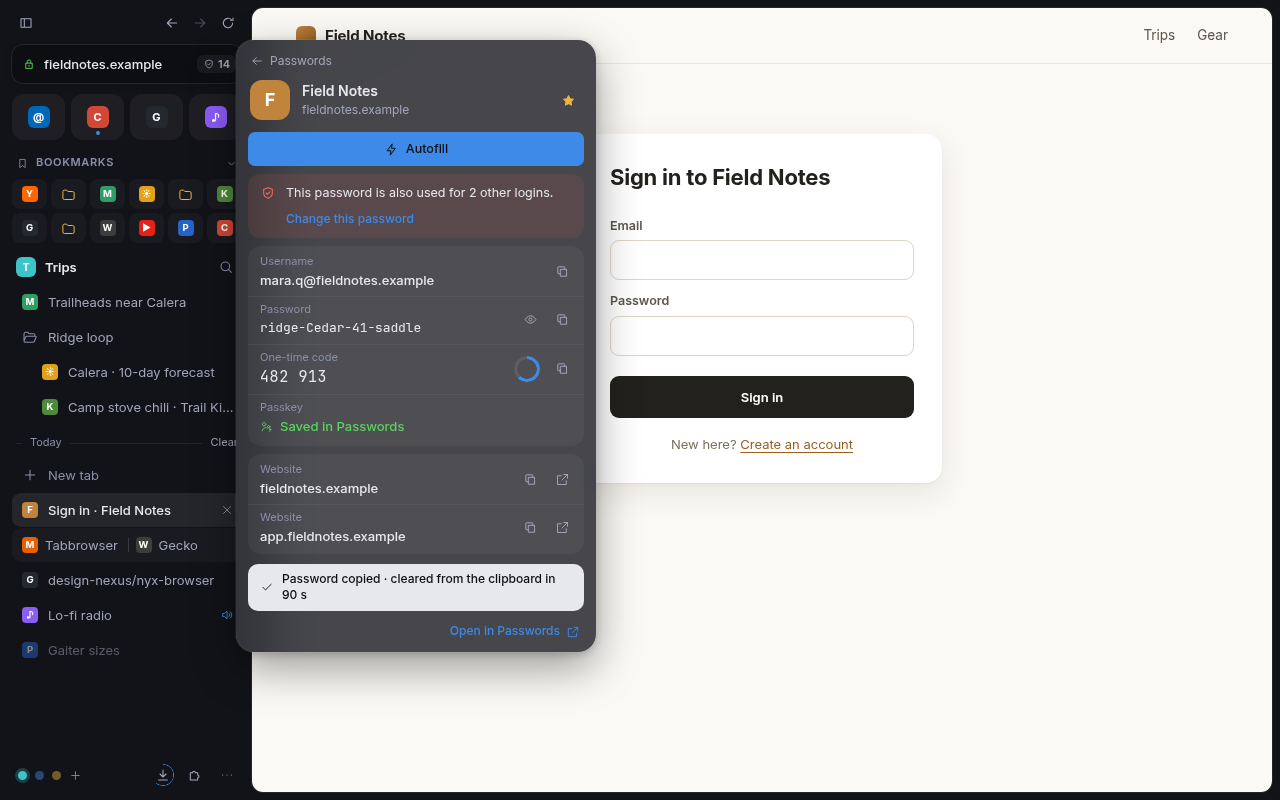 fieldnotes.example
14
@
C
G
BOOKMARKS
Y
M
K
G
W
P
C
T
Trips
M
Trailheads near Calera
Ridge loop
Calera · 10-day forecast
K
Camp stove chili · Trail Ki...
Today
Clear
New tab
F
Sign in · Field Notes
M
Tabbrowser
W
Gecko
G
design-nexus/nyx-browser
Lo-fi radio
P
Gaiter sizes
Passwords
F
Field Notes
fieldnotes.example
Autofill
This password is also used for 2 other logins.
Change this password
Username
mara.q@fieldnotes.example
Password
ridge-Cedar-41-saddle
One-time code
482 913
Passkey
Saved in Passwords
Website
fieldnotes.example
Website
app.fieldnotes.example
Password copied · cleared from the clipboard in
90 s
Open in Passwords
Field Notes
Trips
Gear
Sign in to Field Notes
Email
Password
Sign in
New here? Create an account